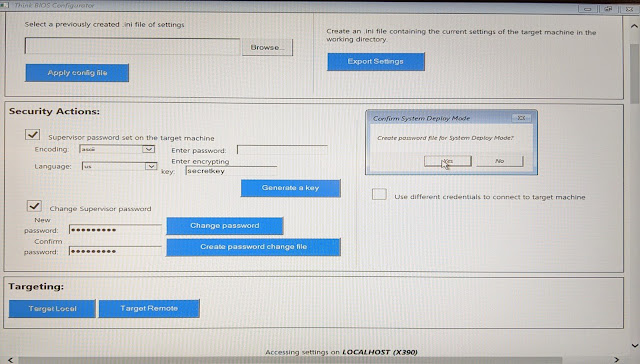 Think BIOS Configurator
Select a previously created .ini file of settings
Browse...
Apply config file
Create an .ini file containing the current settings of the target machine in the
working directory.
Export Settings
Security Actions:
Supervisor password set on the target machine
Encoding: ascii
Enter password:
Language: us
Enter encrypting
key: secretkey
Generate a key
Change Supervisor password
New
password: •••••••••
Change password
Confirm
password: •••••••••
Create password change file
Confirm System Deploy Mode
Create password file for System Deploy Mode?
Yes
No
Use different credentials to connect to target machine
Targeting:
Target Local
Target Remote
Accessing settings on LOCALHOST (X390)